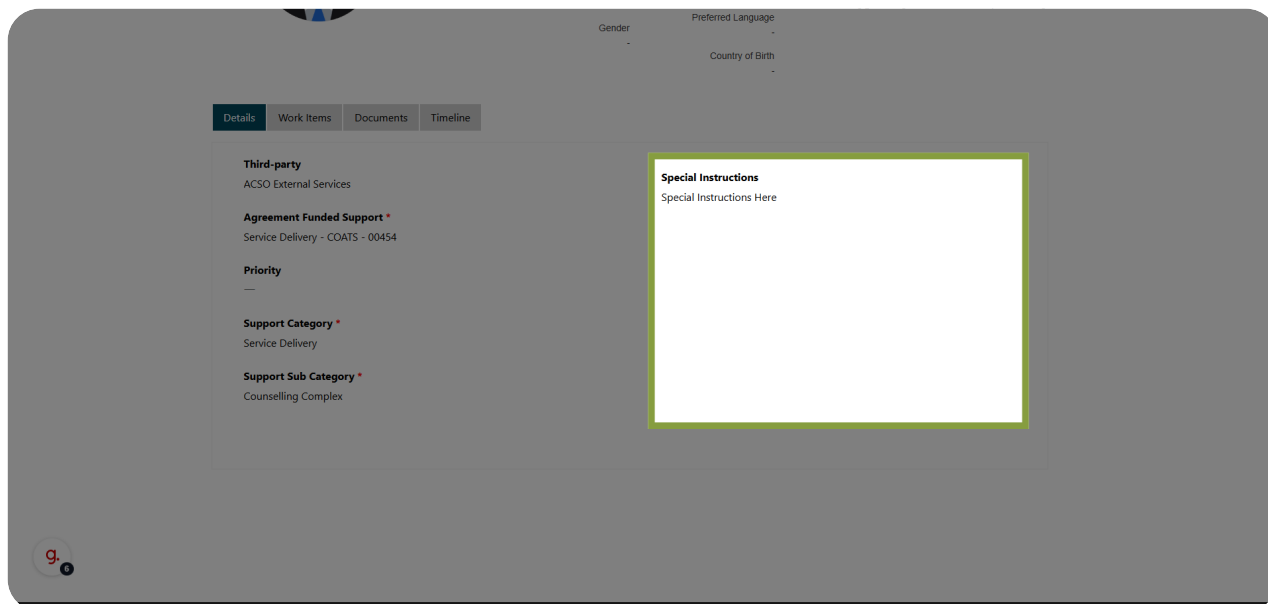 Preferred Language
-
Gender
-
Country of Birth
-
Details Work Items Documents Timeline
Third-party
ACSO External Services
Agreement Funded Support *
Service Delivery - COATS - 00454
Priority
—
Support Category *
Service Delivery
Support Sub Category *
Counselling Complex
Special Instructions
Special Instructions Here
g.
6